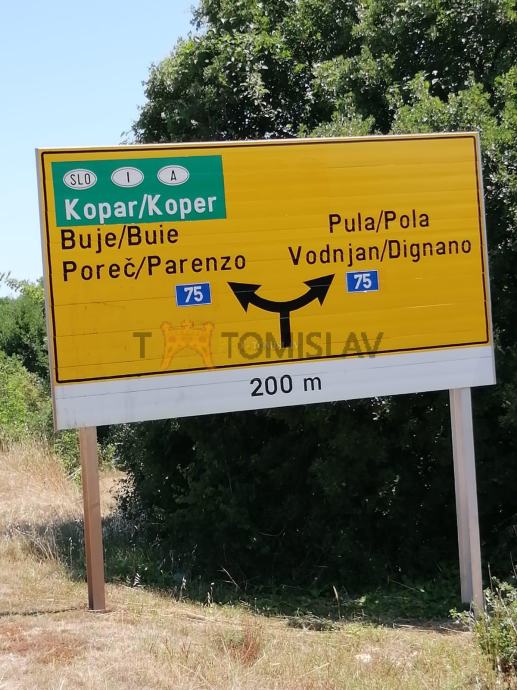 SLO I A
Kopar/Koper
Buje/Buie
Poreč/Parenzo
75
Pula/Pola
Vodnjan/Dignano
75
T TOMISLAV
200 m